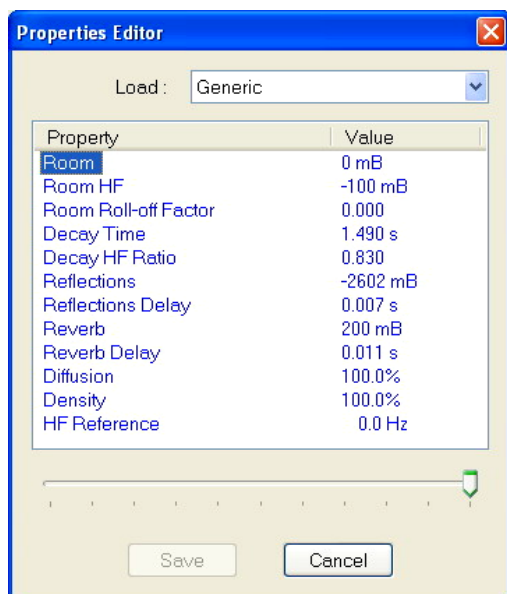 Properties Editor
Load : Generic
Property Value
Room 0 mB
Room HF -100 mB
Room Roll-off Factor 0.000
Decay Time 1.490 s
Decay HF Ratio 0.830
Reflections -2602 mB
Reflections Delay 0.007 s
Reverb 200 mB
Reverb Delay 0.011 s
Diffusion 100.0%
Density 100.0%
HF Reference 0.0 Hz
Save Cancel